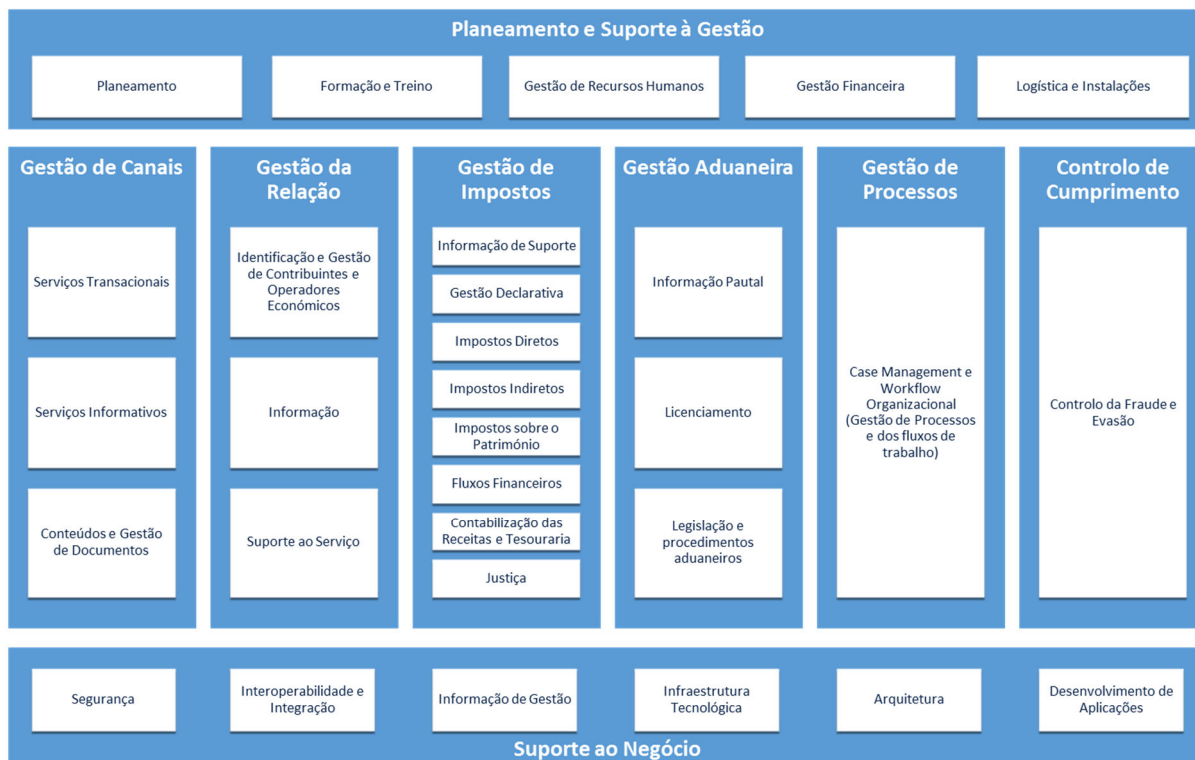 Planeamento e Suporte à Gestão
Planeamento
Formação e Treino
Gestão de Recursos Humanos
Gestão Financeira
Logística e Instalações
Gestão de Canais
Serviços Transacionais
Serviços Informativos
Conteúdos e Gestão
de Documentos
Gestão da
Relação
Identificação e Gestão
de Contribuintes e
Operadores
Económicos
Informação
Suporte ao Serviço
Gestão de
Impostos
Informação de Suporte
Gestão Declarativa
Impostos Diretos
Impostos Indiretos
Impostos sobre o
Património
Fluxos Financeiros
Contabilização das
Receitas e Tesouraria
Justiça
Gestão Aduaneira
Informação Pautal
Licenciamento
Legislação e
procedimentos
aduaneiros
Gestão de
Processos
Case Management e
Workflow
Organizacional
(Gestão de Processos
e dos fluxos de
trabalho)
Controlo de
Cumprimento
Controlo da Fraude e
Evasão
Segurança
Interoperabilidade e
Integração
Informação de Gestão
Infraestrutura
Tecnológica
Arquitetura
Desenvolvimento de
Aplicações
Suporte ao Negócio